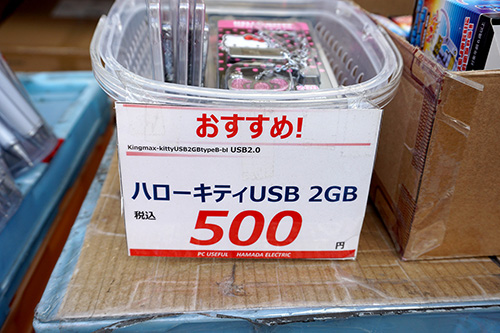 おすすめ!
Kingmax-kittyUSB2GBtypeB-bl USB2.0
ハローキティUSB 2GB
税込
500
円
PC USEFUL HAMADA ELECTRIC